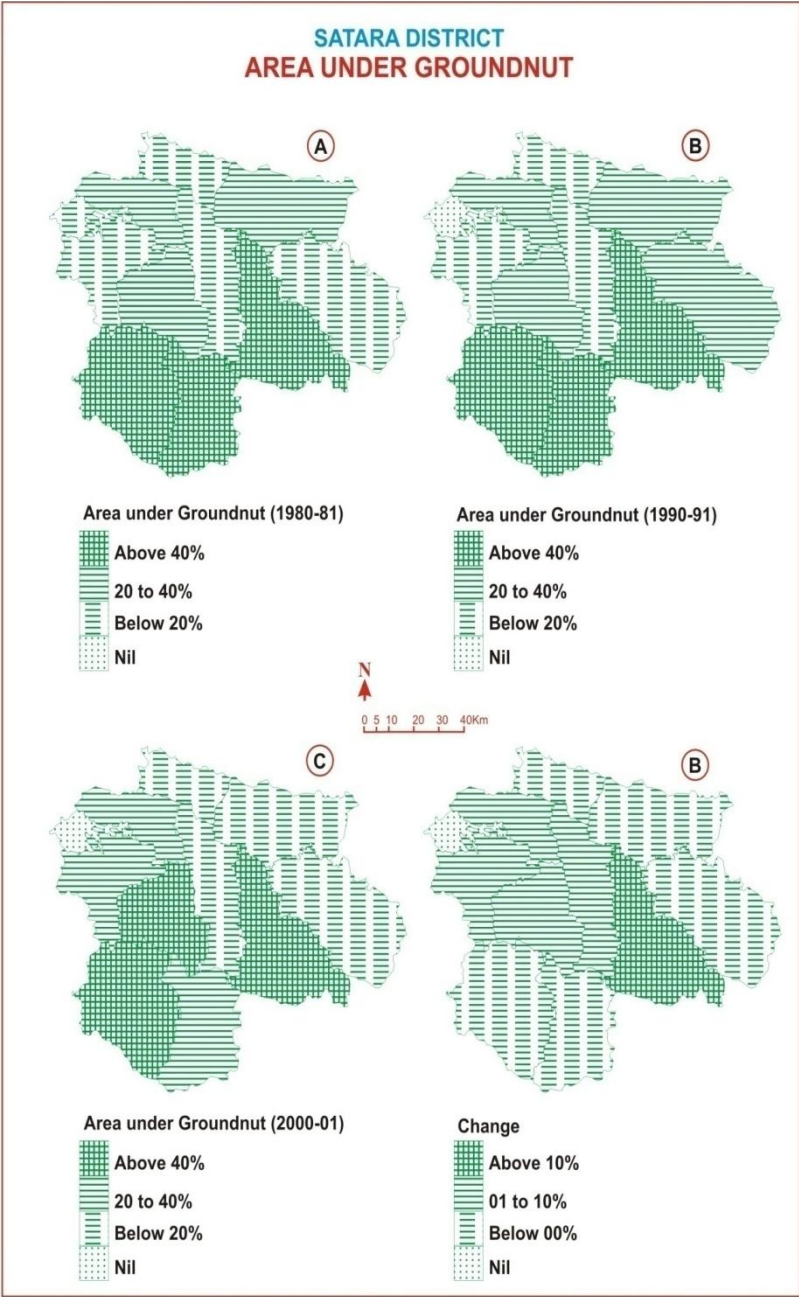 SATARA DISTRICT
AREA UNDER GROUNDNUT
A
B
Area under Groundnut (1980-81)
Above 40%
20 to 40%
Below 20%
Nil
Area under Groundnut (1990-91)
Above 40%
20 to 40%
Below 20%
Nil
N
0 5 10 20 30 40Km
C
B
Area under Groundnut (2000-01)
Above 40%
20 to 40%
Below 20%
Nil
Change
Above 10%
01 to 10%
Below 00%
Nil